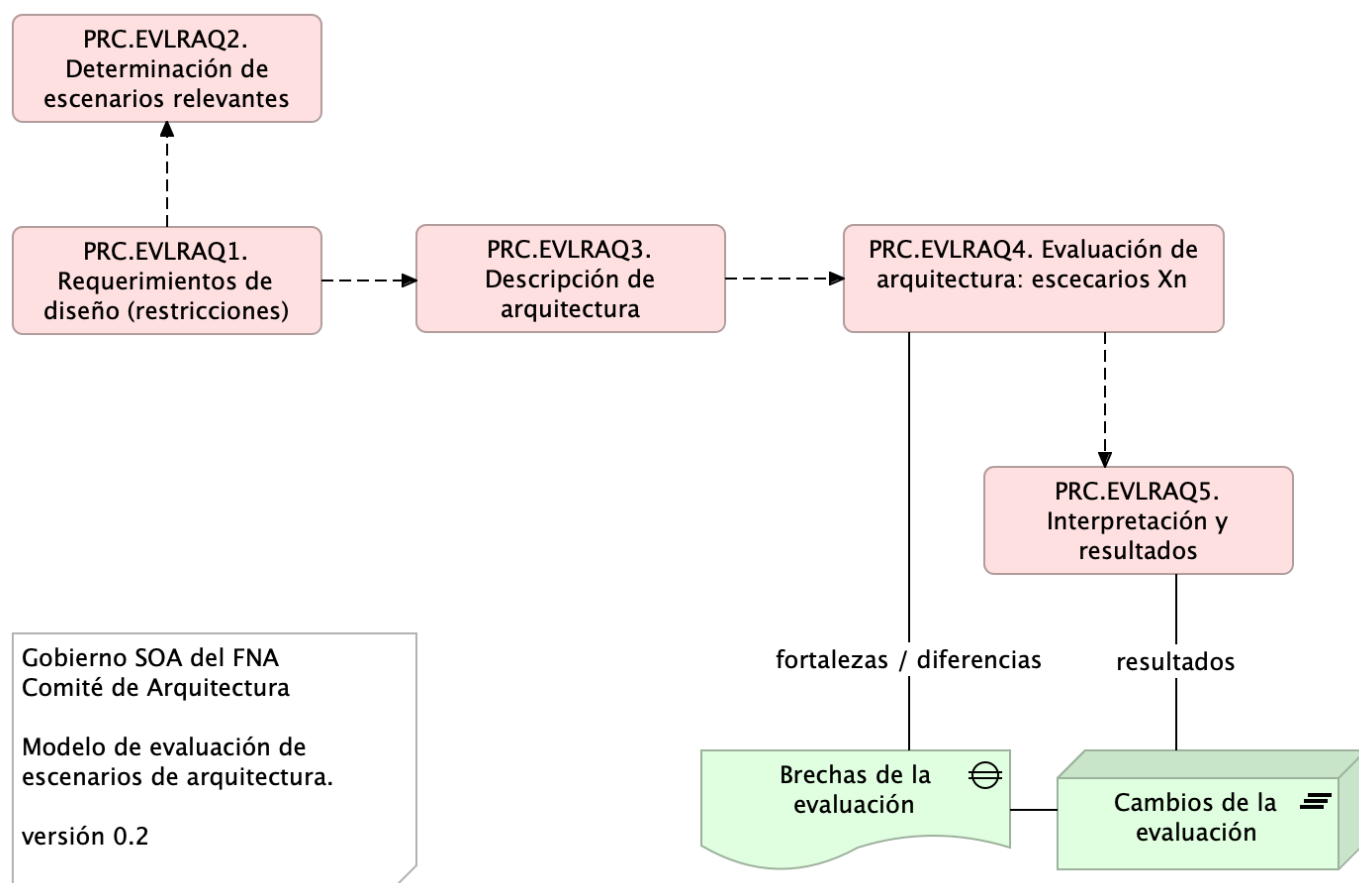 PRC.EVLRAQ2.
Determinación de
escenarios relevantes
PRC.EVLRAQ1.
Requerimientos de
diseño (restricciones)
PRC.EVLRAQ3.
Descripción de
arquitectura
PRC.EVLRAQ4. Evaluación de
arquitectura: escecarios Xn
PRC.EVLRAQ5.
Interpretación y
resultados
fortalezas / diferencias
resultados
Gobierno SOA del FNA
Comité de Arquitectura
Modelo de evaluación de
escenarios de arquitectura.
versión 0.2
Brechas de la
evaluación
Cambios de la
evaluación